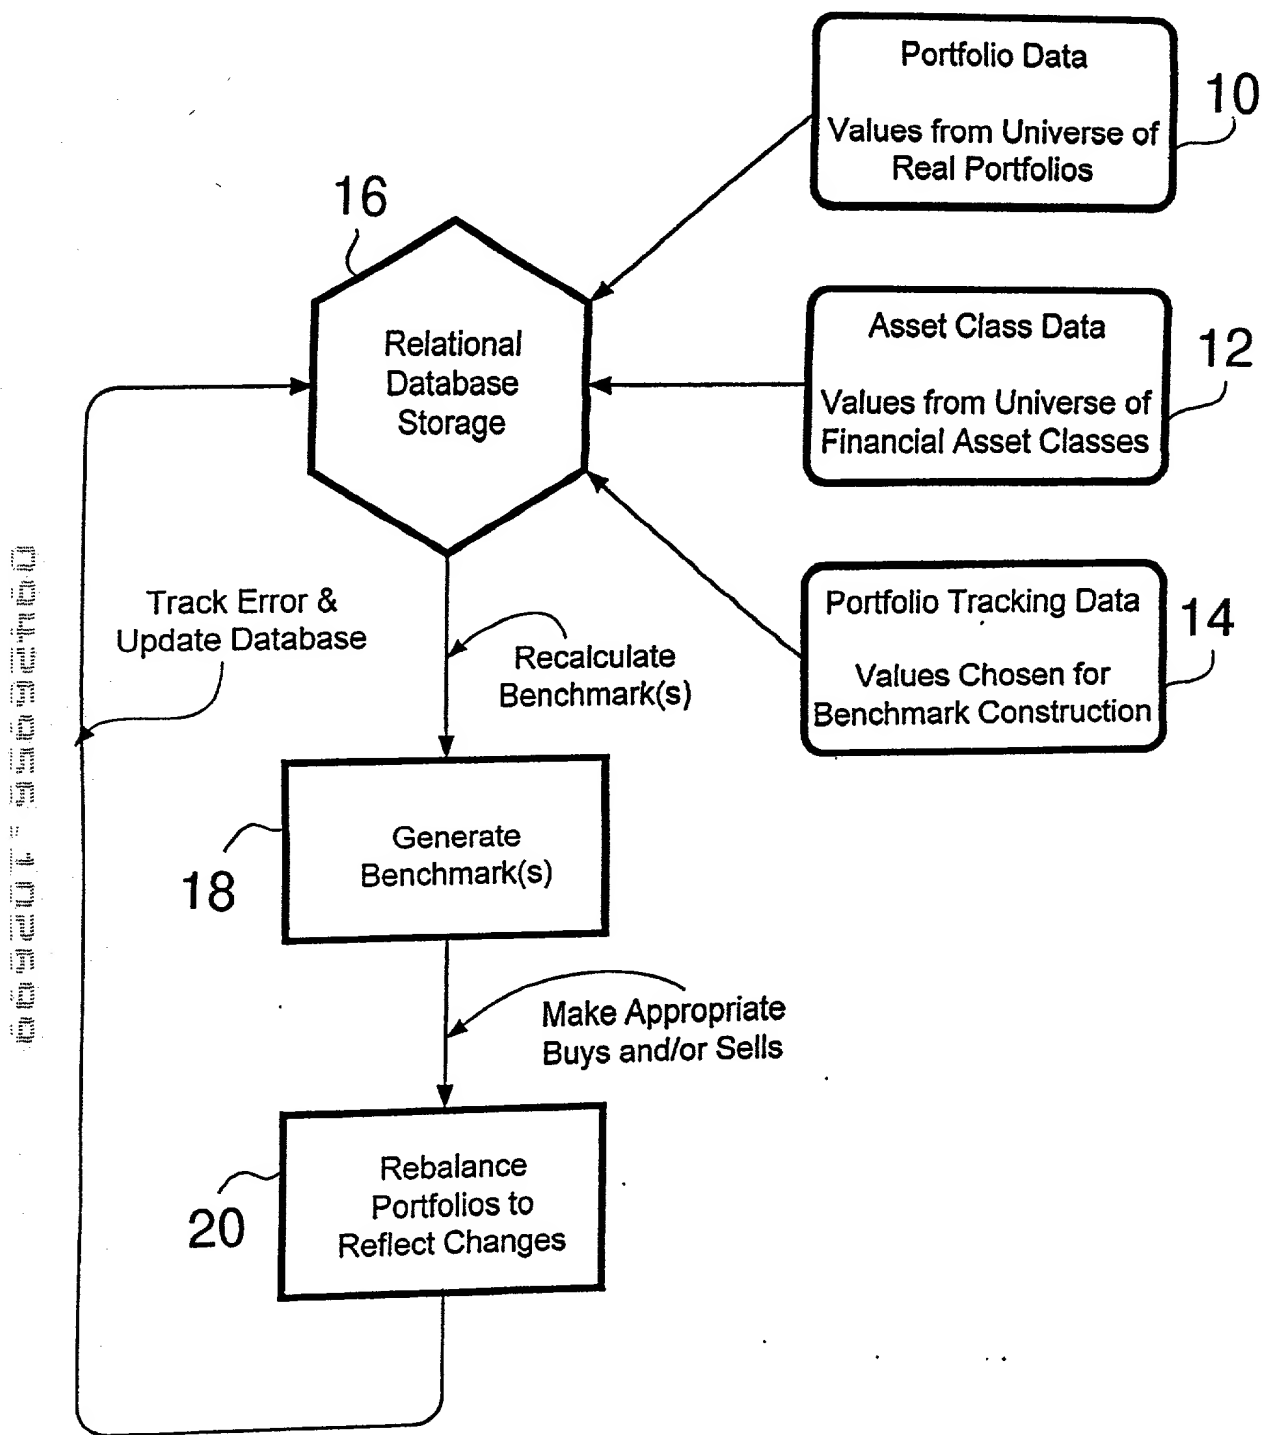 Portfolio Data
Values from Universe of
Real Portfolios
10
16
Relational
Database
Storage
Asset Class Data
Values from Universe of
Financial Asset Classes
12
Track Error &
Update Database
Recalculate
Benchmark(s)
Portfolio Tracking Data
Values Chosen for
Benchmark Construction
14
Generate
Benchmark(s)
18
Make Appropriate
Buys and/or Sells
Rebalance
Portfolios to
Reflect Changes
20